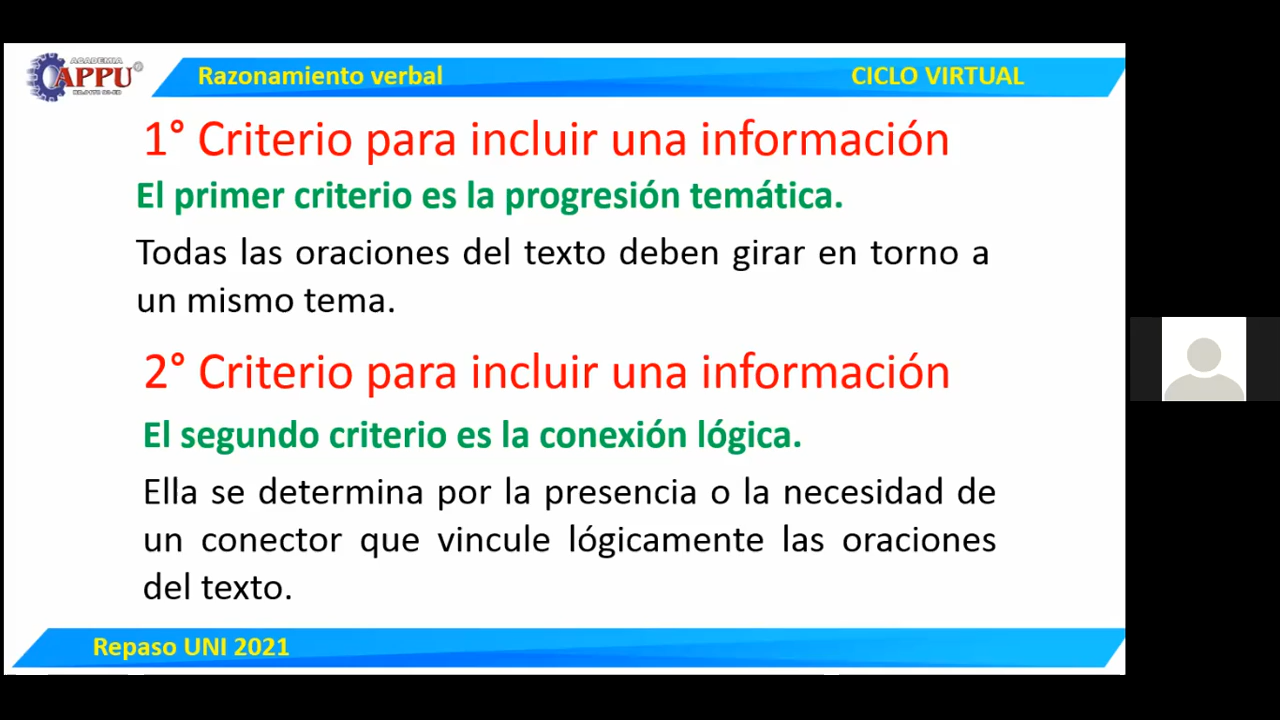 ACADEMIA
APPU
Razonamiento verbal
CICLO VIRTUAL
1° Criterio para incluir una información
El primer criterio es la progresión temática.
Todas las oraciones del texto deben girar en torno a
un mismo tema.
2° Criterio para incluir una información
El segundo criterio es la conexión lógica.
Ella se determina por la presencia o la necesidad de
un conector que vincule lógicamente las oraciones
del texto.
Repaso UNI 2021